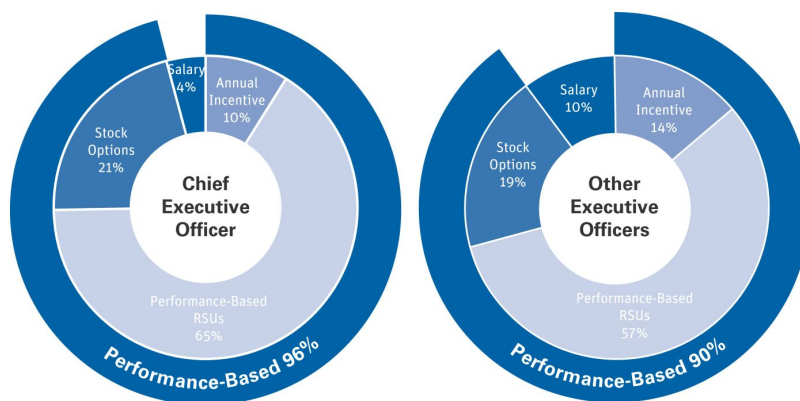 Salary
4%
Annual
Incentive
10%
Stock
Options
21%
Chief
Executive
Officer
Performance-Based
RSUs
65%
Performance-Based 96%
Salary
10%
Annual
Incentive
14%
Stock
Options
19%
Other
Executive
Officers
Performance-Based
RSUs
57%
Performance-Based 90%